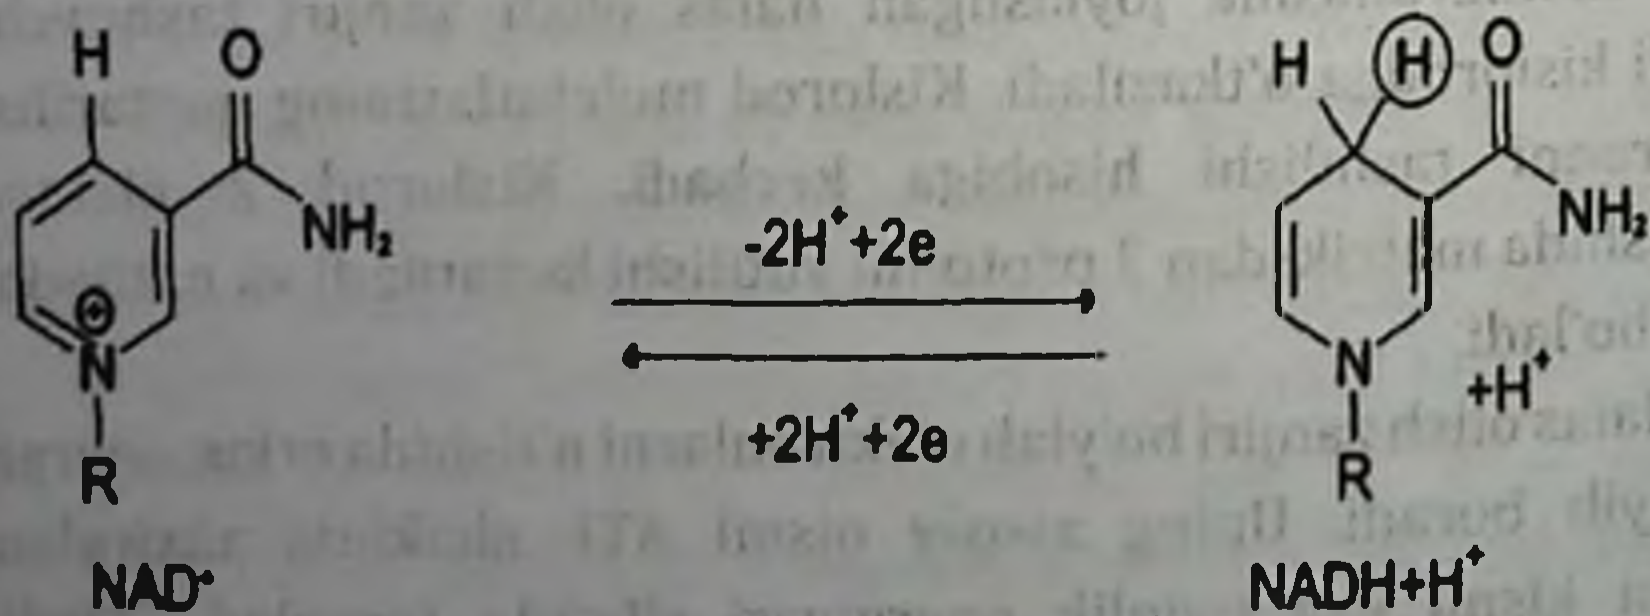 H O
NH₂
⊕
N
R
NAD⁺
-2H⁺+2e
+2H⁺+2e
H H O
NH₂
N
+H⁺
R
NADH+H⁺